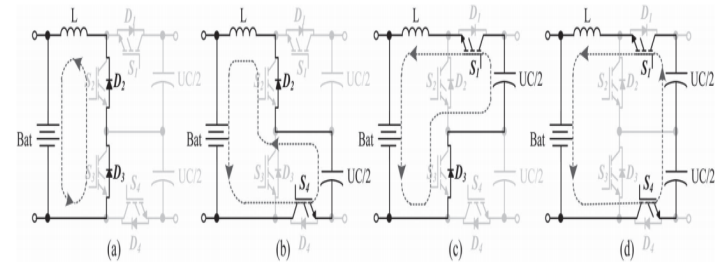 L D₁ S₁ S₂ D₂ UC/2 Bat S₃ D₃ UC/2 S₄ D₄ (a)
L D₁ S₁ S₂ D₂ UC/2 Bat S₃ D₃ UC/2 S₄ D₄ (b)
L D₁ S₁ S₂ D₂ UC/2 Bat S₃ D₃ UC/2 S₄ D₄ (c)
L D₁ S₁ S₂ D₂ UC/2 Bat S₃ D₃ UC/2 S₄ D₄ (d)